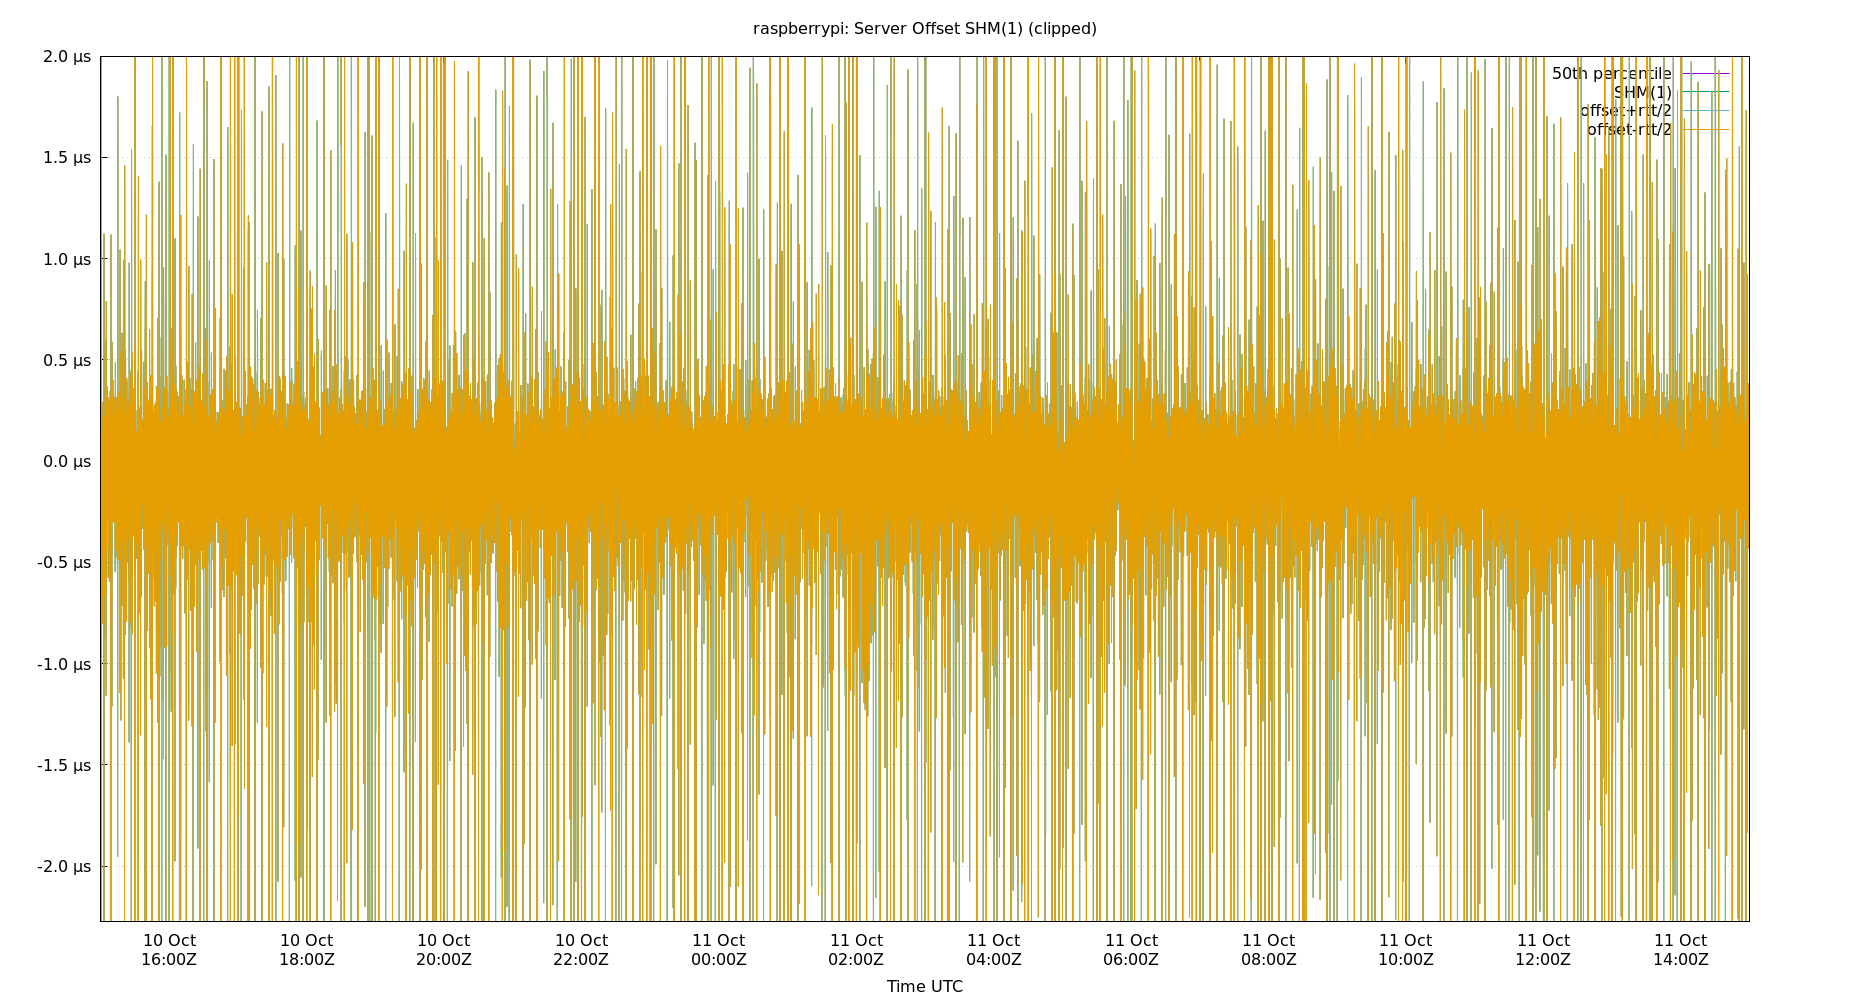 raspberrypi: Server Offset SHM(1) (clipped)
2.0 µs
1.5 µs
1.0 µs
0.5 µs
0.0 µs
-0.5 µs
-1.0 µs
-1.5 µs
-2.0 µs
50th percentile
SHM(1)
offset+rtt/2
offset-rtt/2
10 Oct 10 Oct 10 Oct 10 Oct 11 Oct 11 Oct 11 Oct 11 Oct 11 Oct 11 Oct 11 Oct 11 Oct
16:00Z 18:00Z 20:00Z 22:00Z 00:00Z 02:00Z 04:00Z 06:00Z 08:00Z 10:00Z 12:00Z 14:00Z
Time UTC